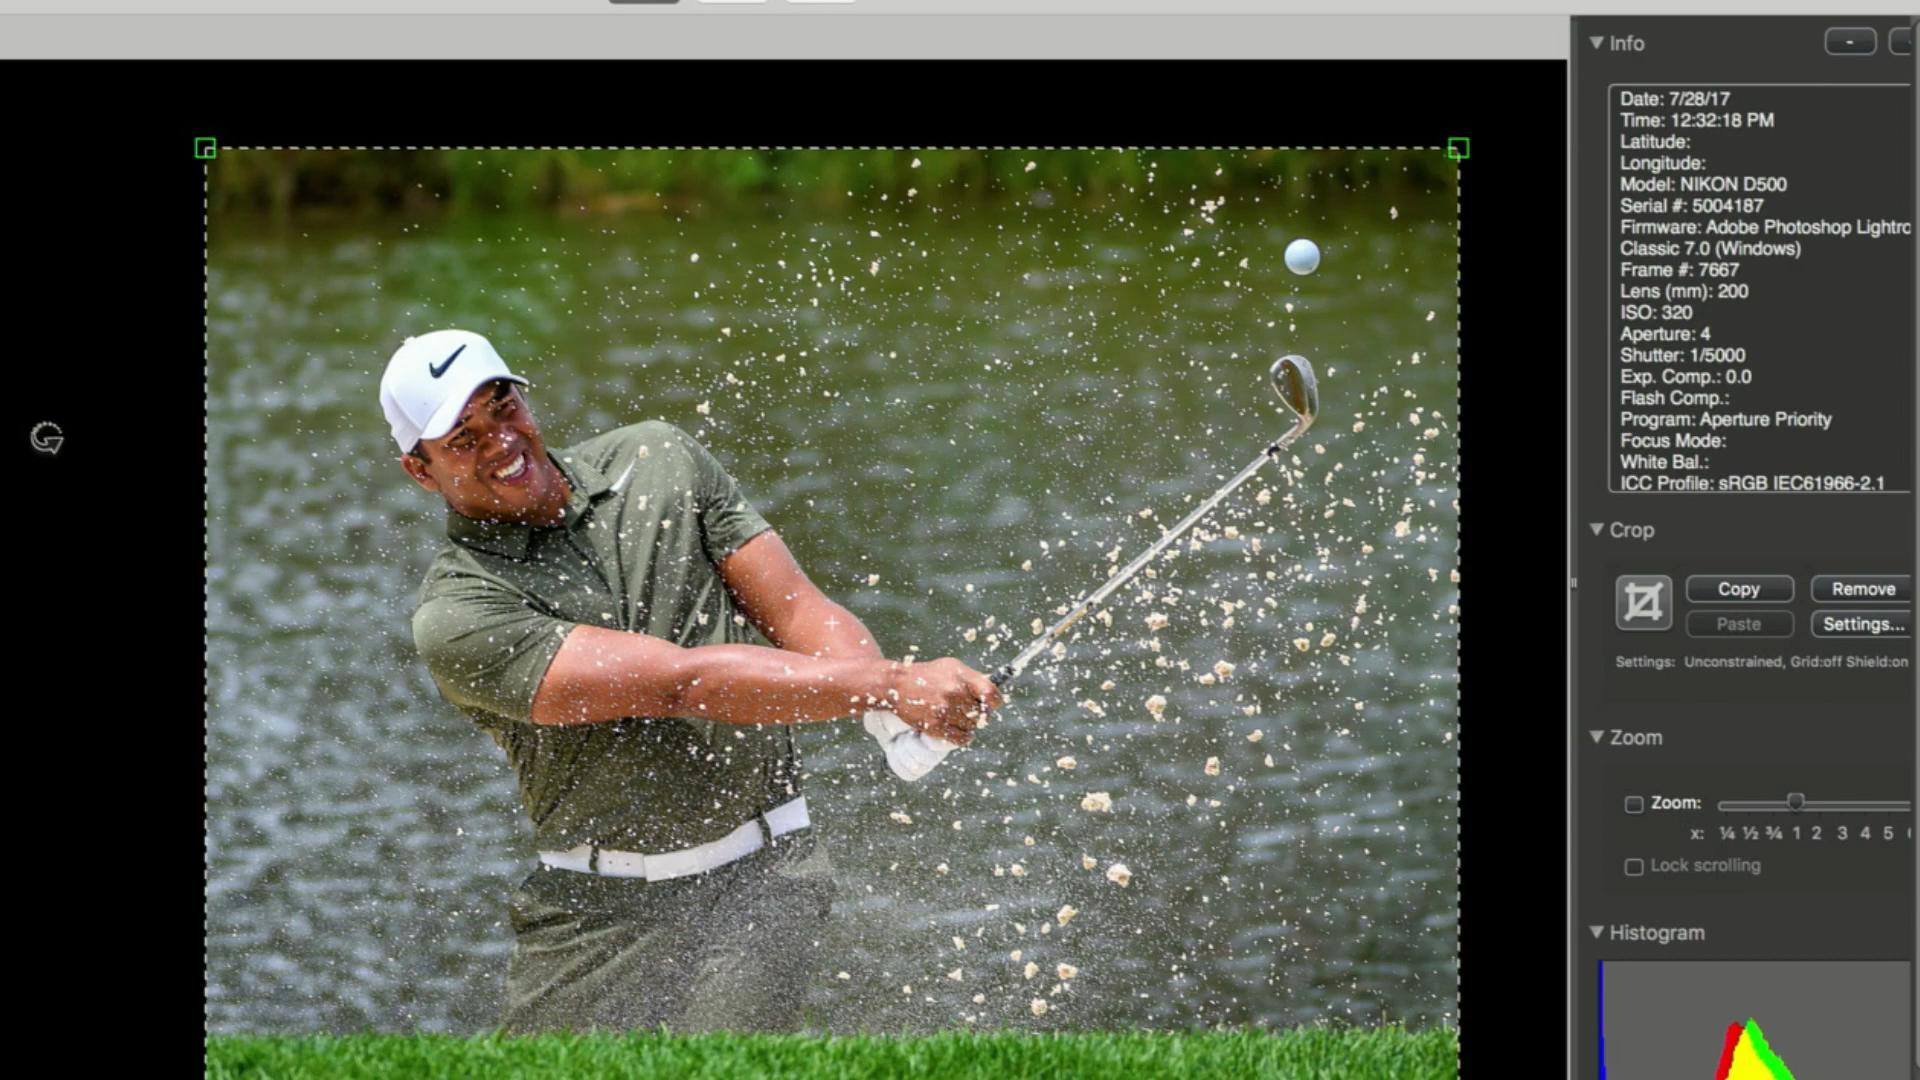 Info
-
Date: 7/28/17
Time: 12:32:18 PM
Latitude:
Longitude:
Model: NIKON D500
Serial #: 5004187
Firmware: Adobe Photoshop Lightro
Classic 7.0 (Windows)
Frame #: 7667
Lens (mm): 200
ISO: 320
Aperture: 4
Shutter: 1/5000
Exp. Comp.: 0.0
Flash Comp.:
Program: Aperture Priority
Focus Mode:
White Bal.:
ICC Profile: sRGB IEC61966-2.1
Crop
Copy Remove
Paste Settings...
Settings: Unconstrained, Grid:off Shield:on
Zoom
Zoom:
x: ¼ ½ ¾ 1 2 3 4 5
Lock scrolling
Histogram